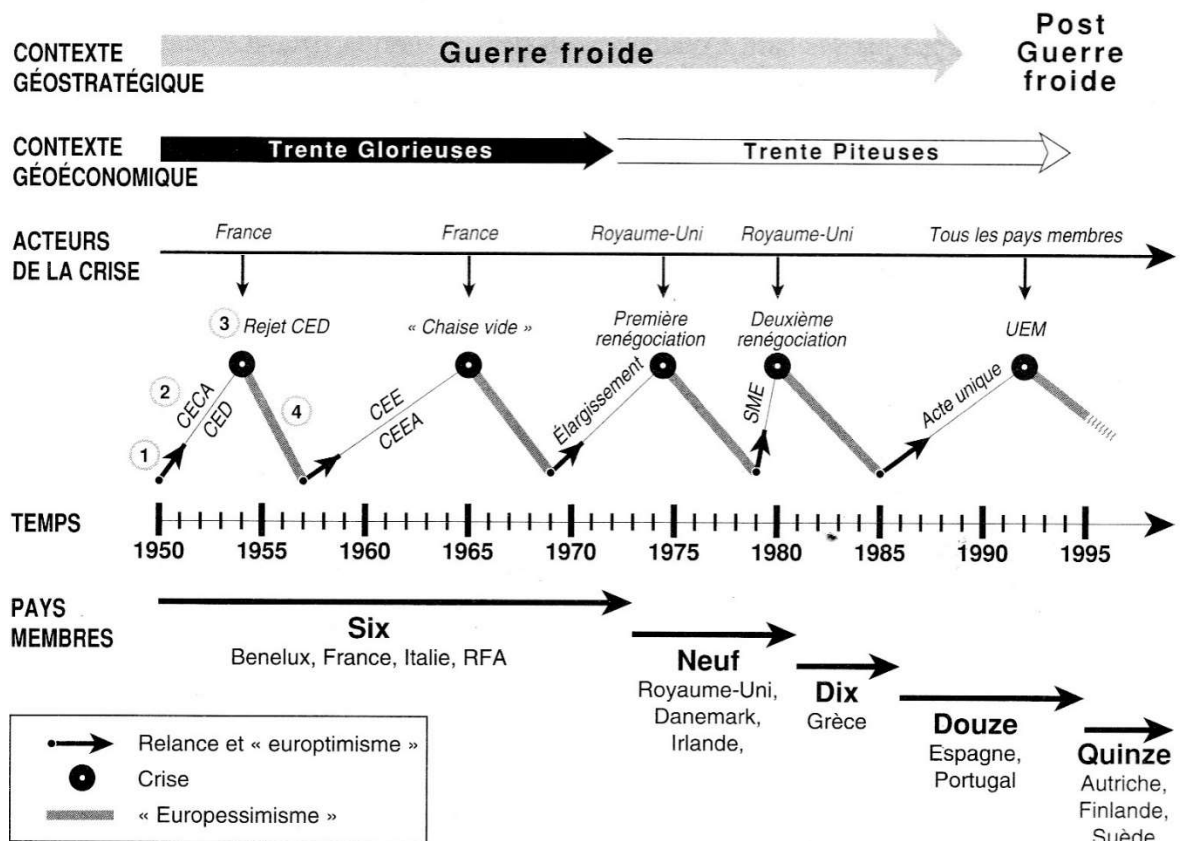 CONTEXTE
GÉOSTRATÉGIQUE
Guerre froide
Post
Guerre
froide
CONTEXTE
GÉOÉCONOMIQUE
Trente Glorieuses
Trente Piteuses
ACTEURS
DE LA CRISE
France
France
Royaume-Uni
Royaume-Uni
Tous les pays membres
3
Rejet CED
« Chaise vide »
Première
renégociation
Deuxième
renégociation
UEM
2
1
4
CECA
CED
CEE
CEEA
Élargissement
SME
Acte unique
TEMPS
1950
1955
1960
1965
1970
1975
1980
1985
1990
1995
PAYS
MEMBRES
Six
Benelux, France, Italie, RFA
Neuf
Royaume-Uni,
Danemark,
Irlande,
Dix
Grèce
Douze
Espagne,
Portugal
Quinze
Autriche,
Finlande,
Suède
Relance et « europtimisme »
Crise
« Europessimisme »